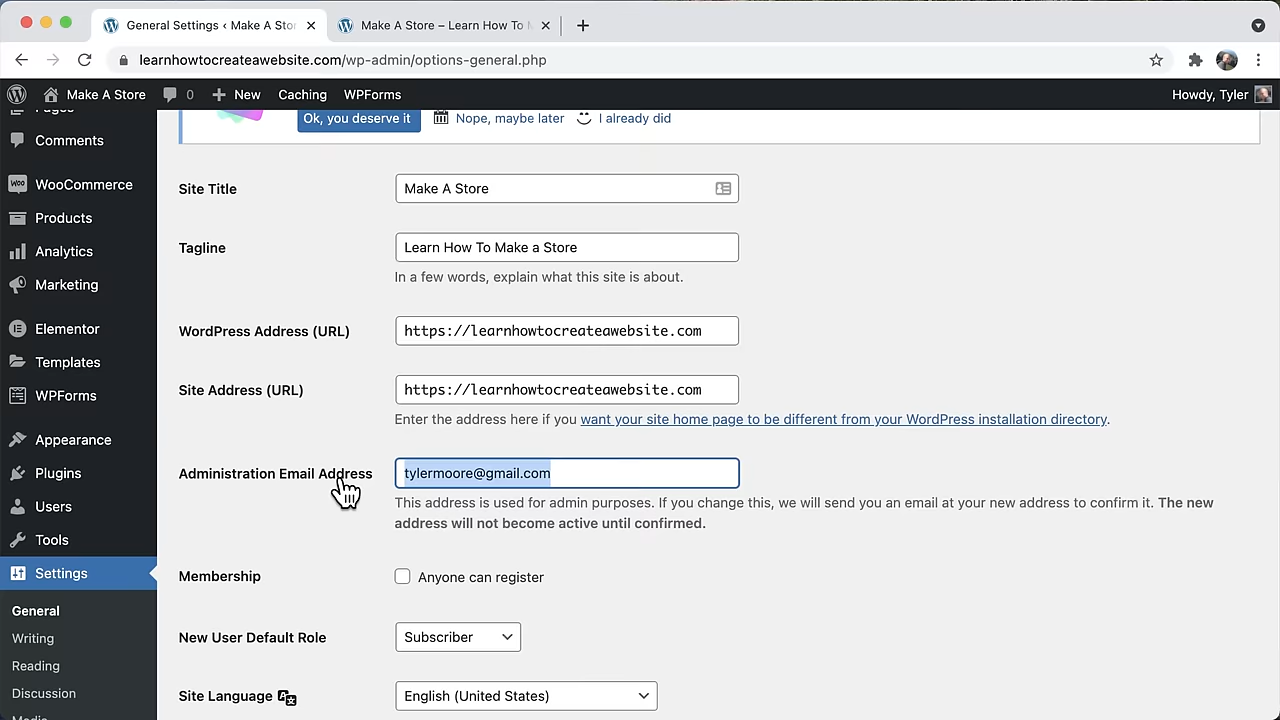 General Settings ‹ Make A Sto
Make A Store – Learn How To M
learnhowtocreateawebsite.com/wp-admin/options-general.php
Make A Store 0 New Caching WPForms Howdy, Tyler
Pages
Comments
WooCommerce
Products
Analytics
Marketing
Elementor
Templates
WPForms
Appearance
Plugins
Users
Tools
Settings
General
Writing
Reading
Discussion
Media
Ok, you deserve it Nope, maybe later I already did
Site Title Make A Store
Tagline Learn How To Make a Store
In a few words, explain what this site is about.
WordPress Address (URL) https://learnhowtocreateawebsite.com
Site Address (URL) https://learnhowtocreateawebsite.com
Enter the address here if you want your site home page to be different from your WordPress installation directory.
Administration Email Address tylermoore@gmail.com
This address is used for admin purposes. If you change this, we will send you an email at your new address to confirm it. The new
address will not become active until confirmed.
Membership Anyone can register
New User Default Role Subscriber
Site Language English (United States)